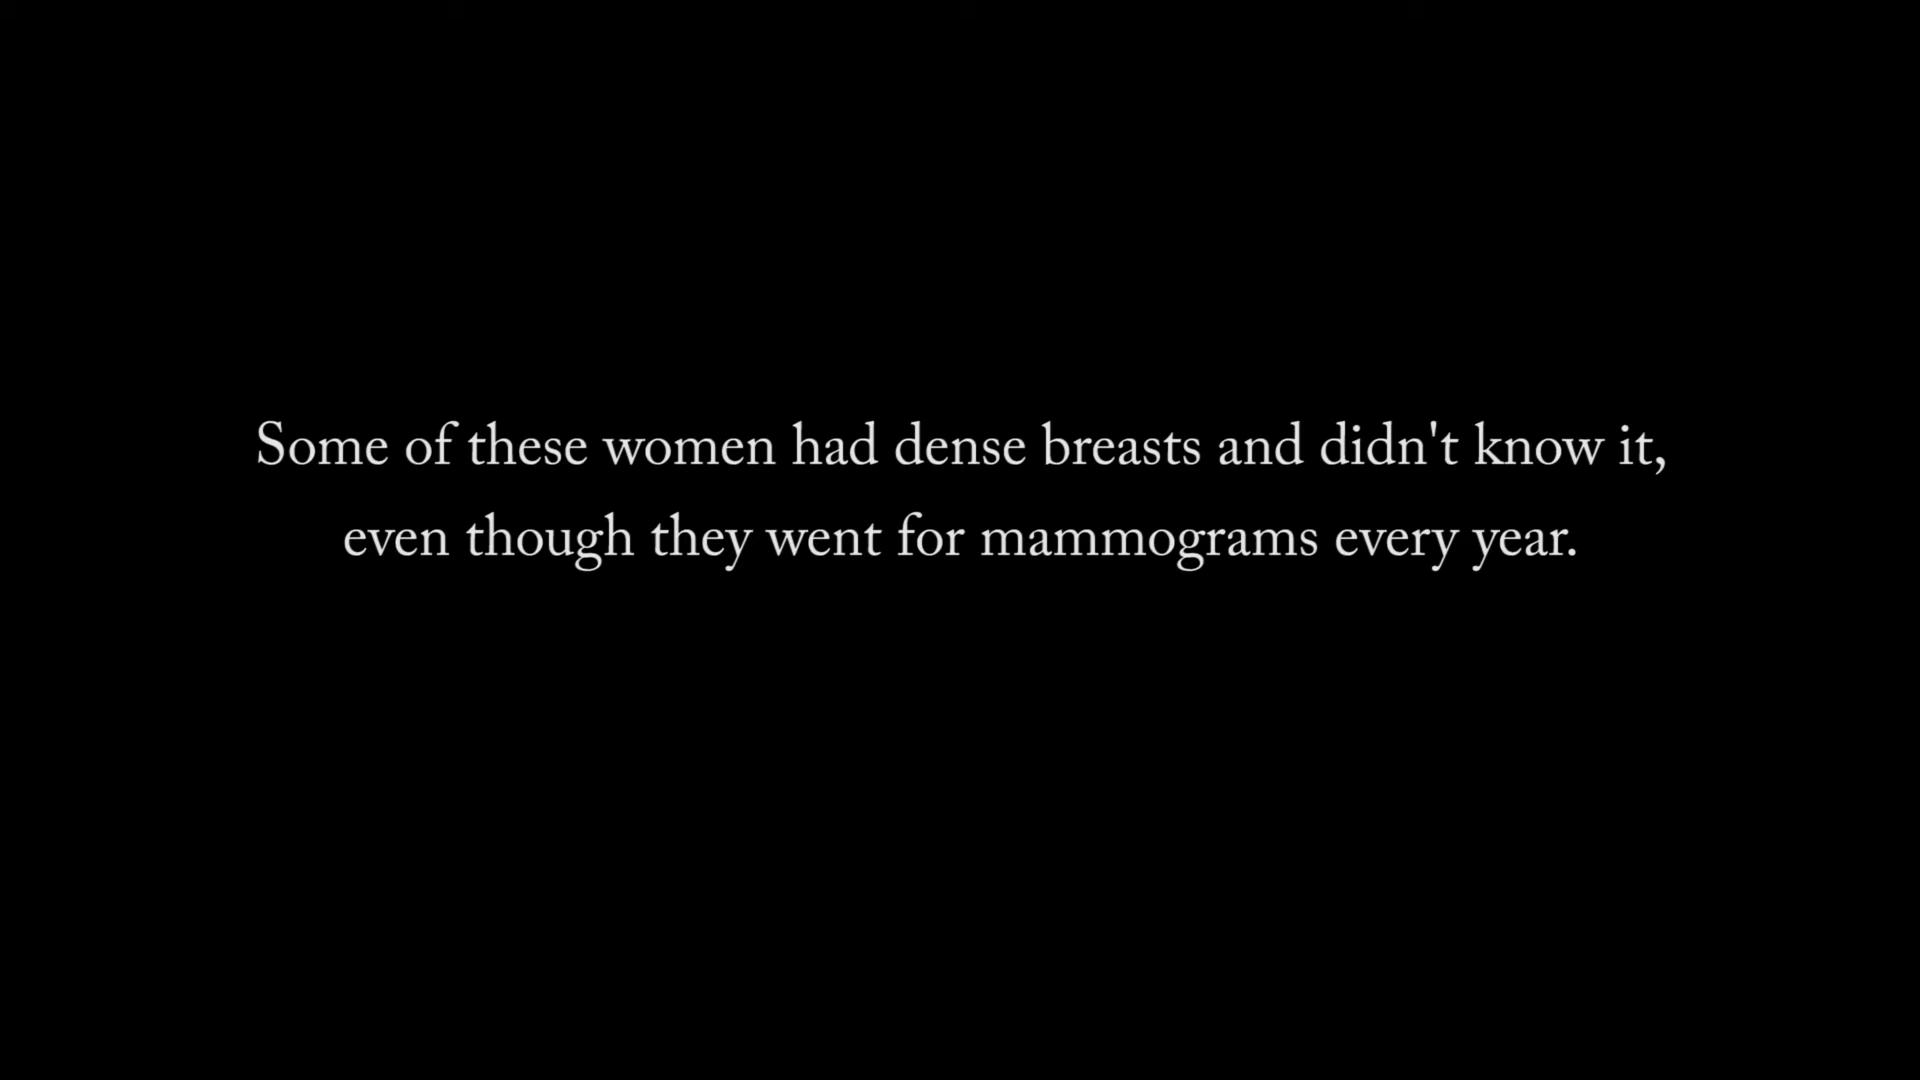 Some of these women had dense breasts and didn't know it,
even though they went for mammograms every year.